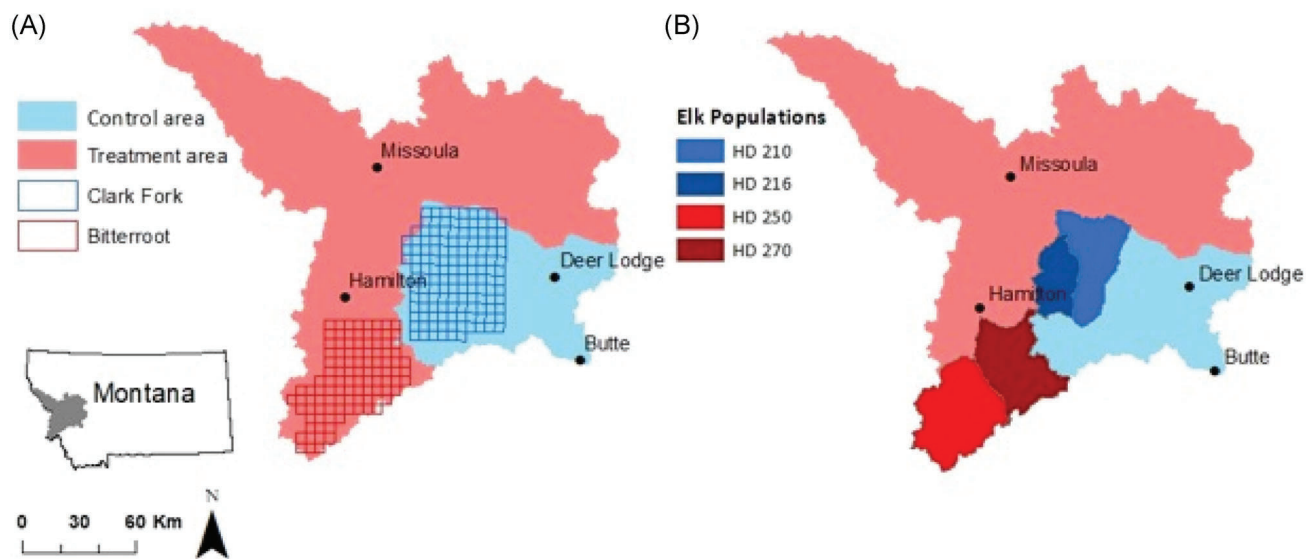 (A)
Control area
Treatment area
Clark Fork
Bitterroot
Missoula
Hamilton
Deer Lodge
Butte
Montana
N
0 30 60 Km
(B)
Elk Populations
HD 210
HD 216
HD 250
HD 270
Missoula
Hamilton
Deer Lodge
Butte